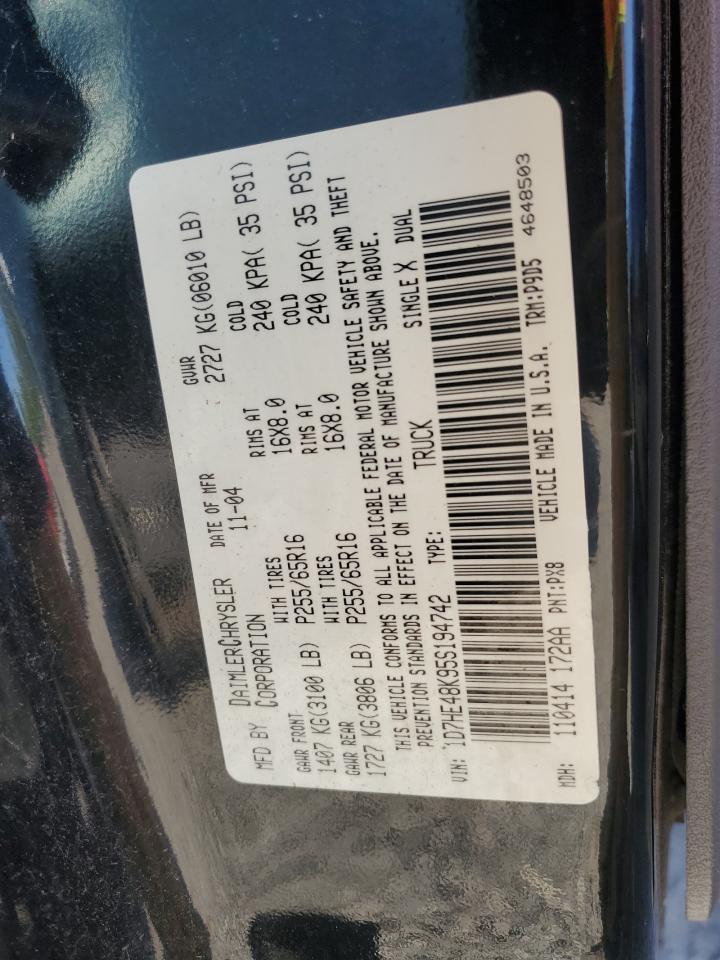 MFD BY DAIMLERCHRYSLER CORPORATION
DATE OF MFR
11-04
GVWR
2727 KG(06010 LB)
GAWR FRONT WITH TIRES RIMS AT COLD
1407 KG(3100 LB) P255/65R16 16X8.0 240 KPA( 35 PSI)
GAWR REAR WITH TIRES RIMS AT COLD
1727 KG(3806 LB) P255/65R16 16X8.0 240 KPA( 35 PSI)
THIS VEHICLE CONFORMS TO ALL APPLICABLE FEDERAL MOTOR VEHICLE SAFETY AND THEFT
PREVENTION STANDARDS IN EFFECT ON THE DATE OF MANUFACTURE SHOWN ABOVE.
VIN: 1D7HE48K95S194742 TYPE: TRUCK SINGLE X DUAL
MDH: 110414 172AA PNT:PX8 VEHICLE MADE IN U.S.A. TRM:P9D5 4648503